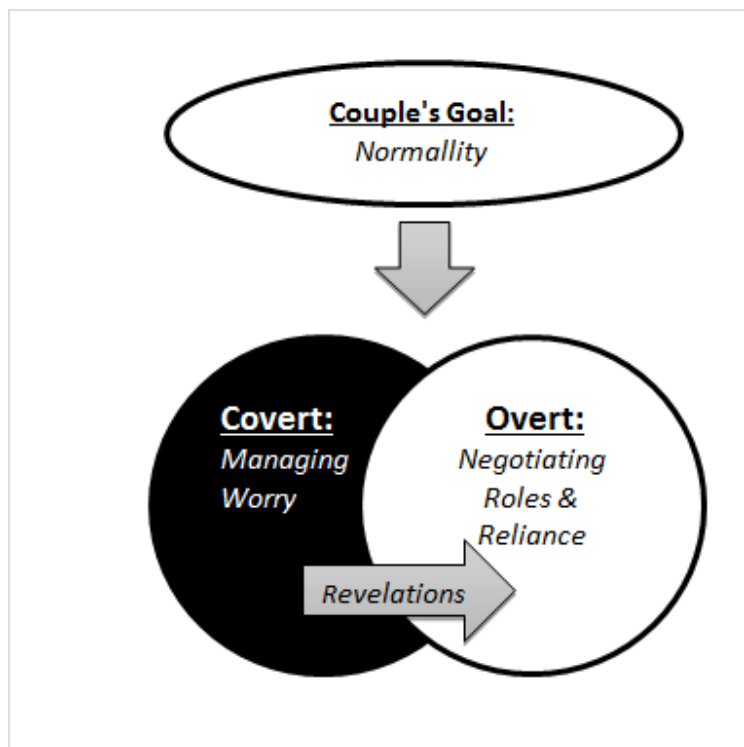 Couple's Goal:
Normallity
Covert:
Managing
Worry
Overt:
Negotiating
Roles &
Reliance
Revelations